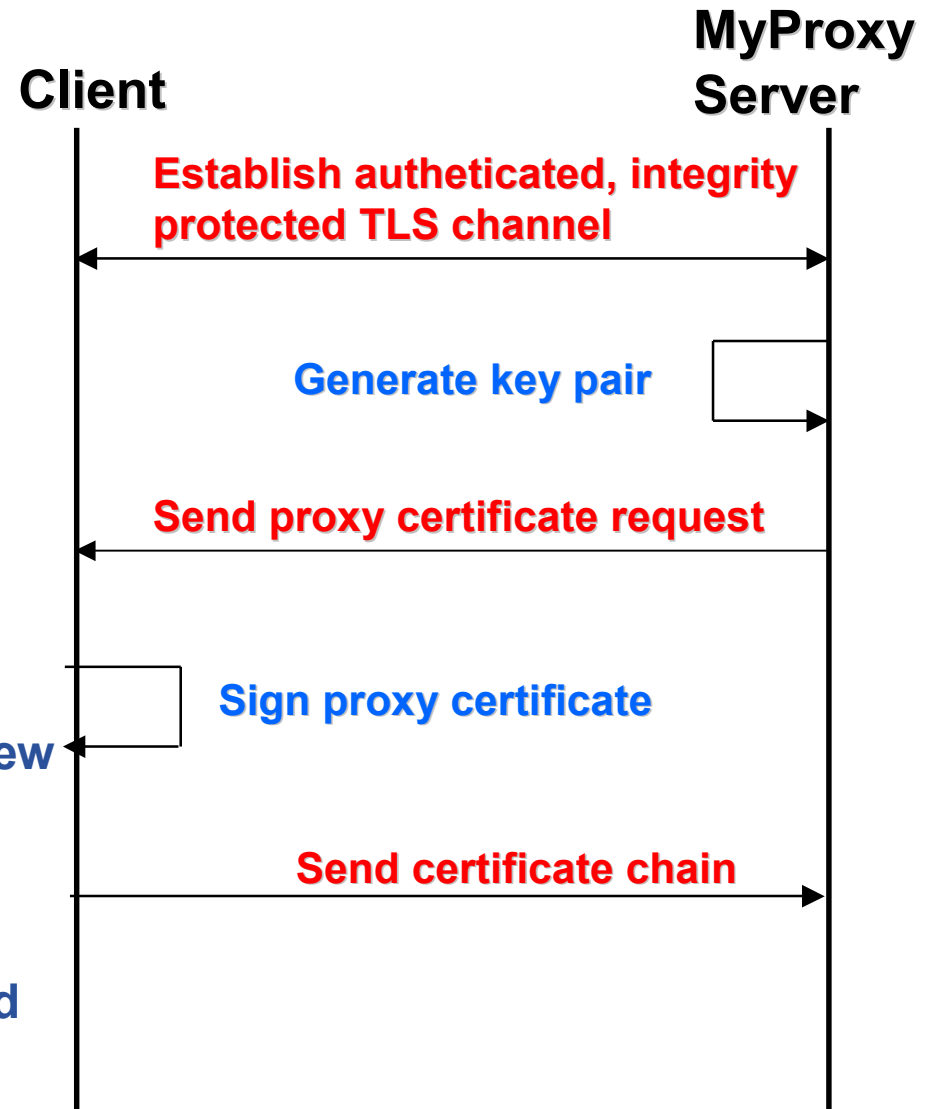 MyProxy
Server
Client
Establish autheticated, integrity
protected TLS channel
Generate key pair
Send proxy certificate request
Sign proxy certificate
ew
Send certificate chain
d